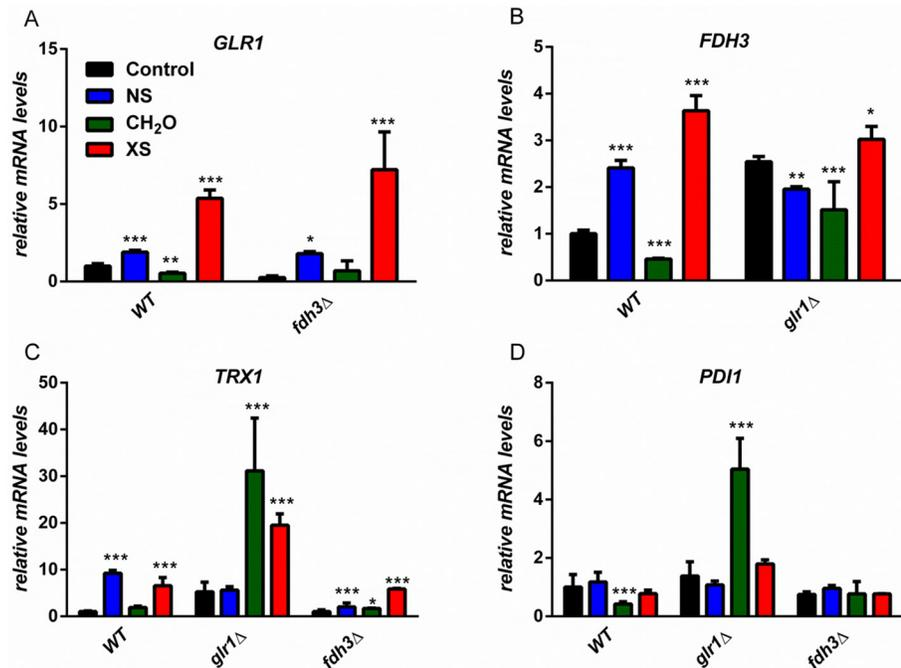 A
GLR1
relative mRNA levels
15
10
5
0
Control
NS
CH₂O
XS
***
**
***
*
***
WT
fdh3Δ
B
FDH3
relative mRNA levels
5
4
3
2
1
0
***
***
***
**
***
*
WT
glr1Δ
C
TRX1
relative mRNA levels
50
40
30
20
10
0
***
***
***
***
***
*
***
WT
glr1Δ
fdh3Δ
D
PDI1
relative mRNA levels
8
6
4
2
0
***
***
WT
glr1Δ
fdh3Δ